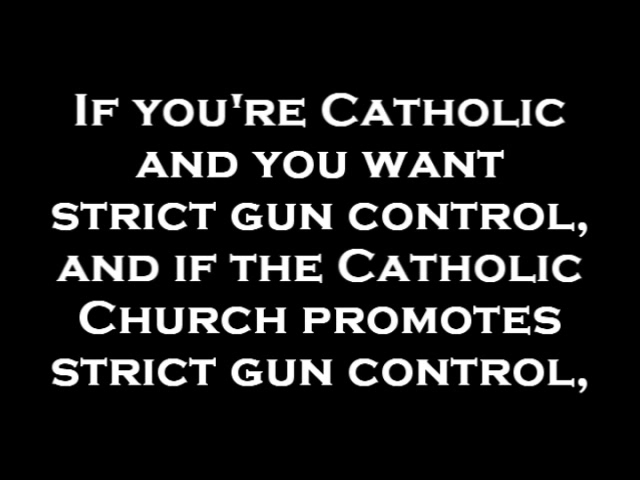 If you're Catholic
and you want
strict gun control,
and if the Catholic
Church promotes
strict gun control,